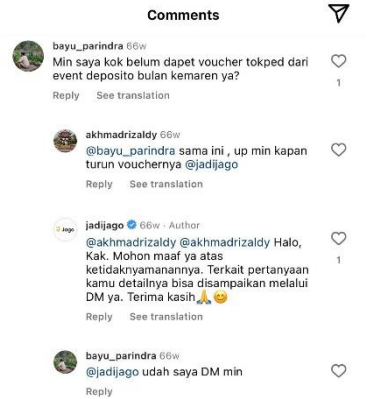 Comments
bayu_parindra 66w
Min saya kok belum dapet voucher tokped dari
event deposito bulan kemaren ya?
1
Reply See translation
akhmadrizaldy 66w
@bayu_parindra sama ini , up min kapan
turun vouchernya @jadijago
Reply See translation
Jago
jadijago 66w · Author
@akhmadrizaldy @akhmadrizaldy Halo,
Kak. Mohon maaf ya atas
ketidaknyamanannya. Terkait pertanyaan
1
kamu detailnya bisa disampaikan melalui
DM ya. Terima kasih🙏😊
Reply See translation
bayu_parindra 66w
@jadijago udah saya DM min
Reply